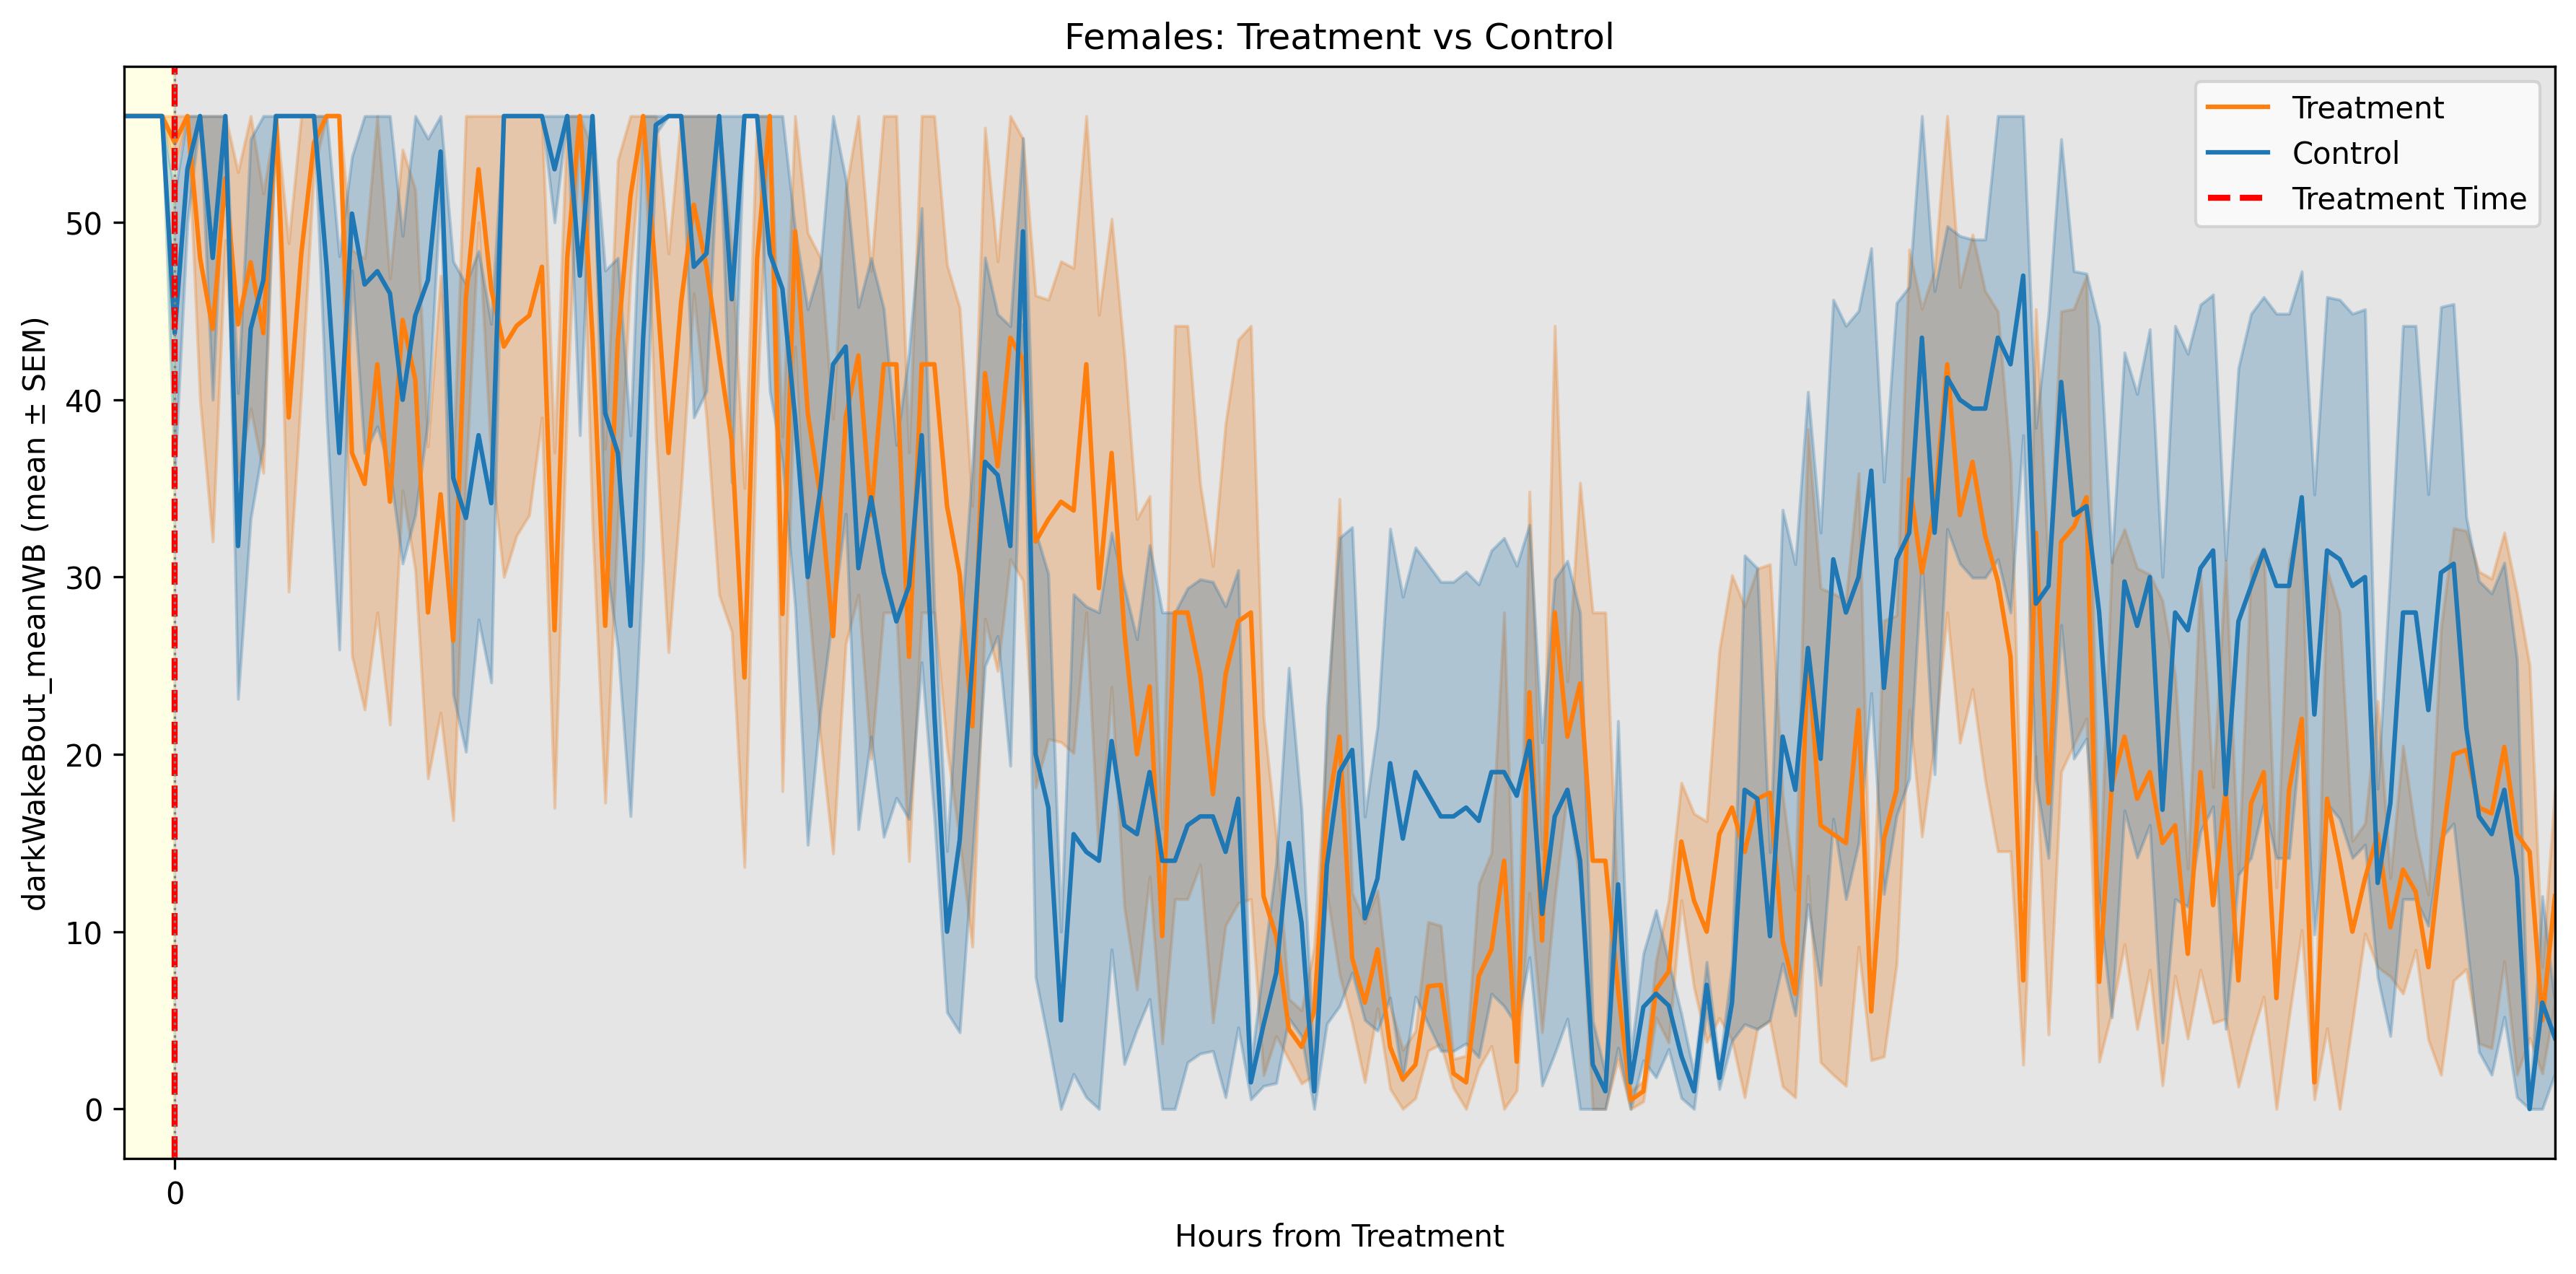 Females: Treatment vs Control
Treatment
Control
Treatment Time
50
40
30
20
10
0
darkWakeBout_meanWB (mean ± SEM)
0
Hours from Treatment